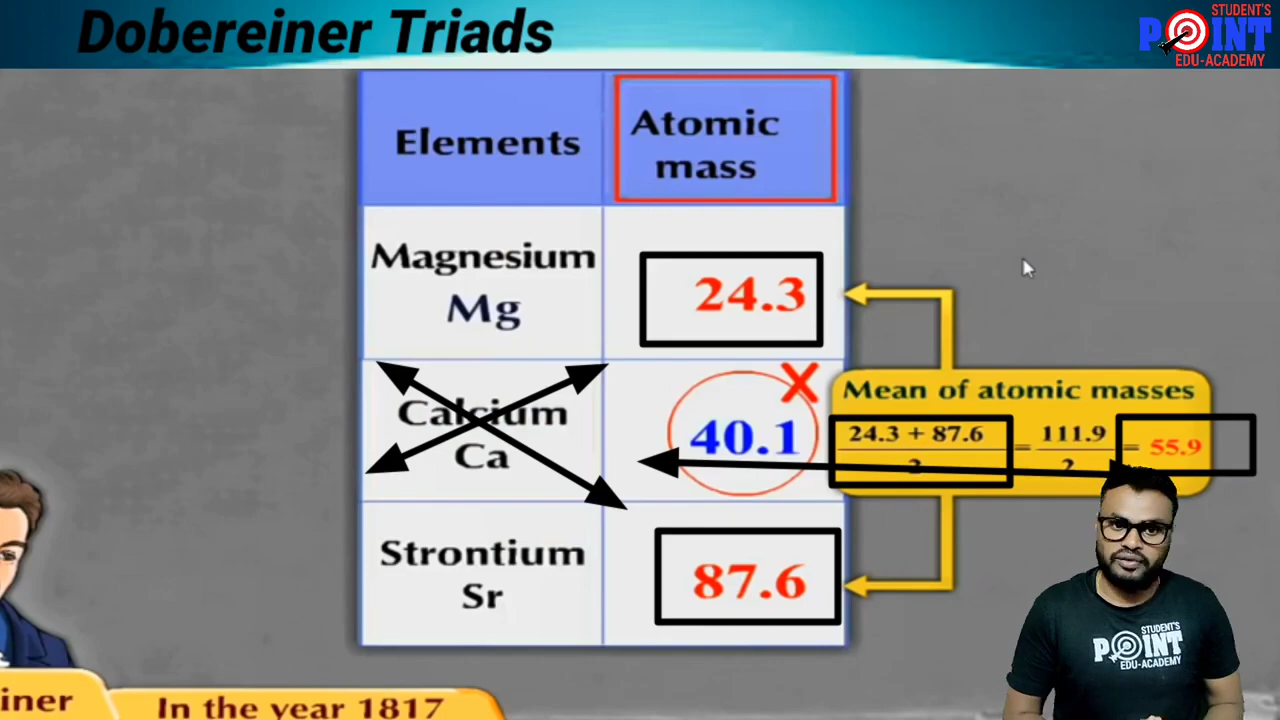 Dobereiner Triads
STUDENT'S
POINT
EDU-ACADEMY
Elements
Atomic
mass
Magnesium
Mg
24.3
Calcium
Ca
40.1
Mean of atomic masses
24.3 + 87.6
2
=
111.9
2
= 55.9
Strontium
Sr
87.6
STUDENT'S
POINT
EDU-ACADEMY
iner
In the year 1817